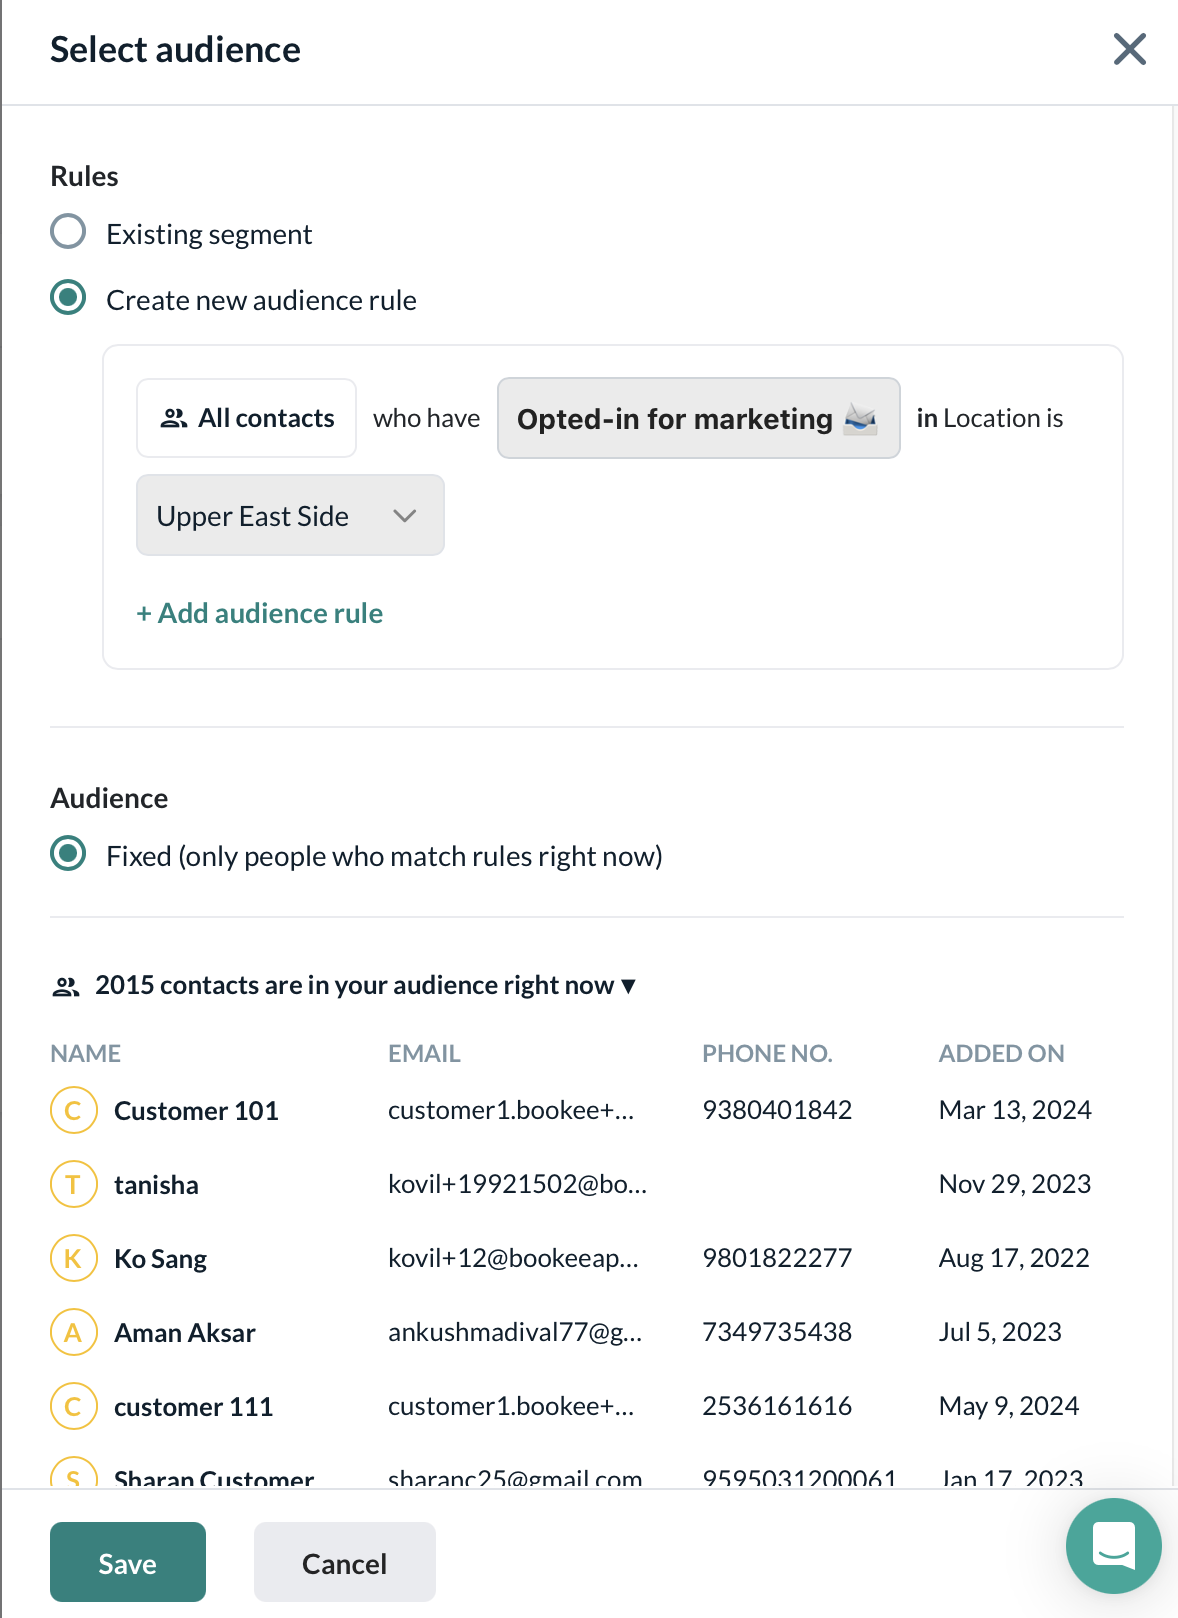 Select audience
Rules
Existing segment
Create new audience rule
All contacts who have Opted-in for marketing in Location is
Upper East Side
+ Add audience rule
Audience
Fixed (only people who match rules right now)
2015 contacts are in your audience right now ▼
NAME EMAIL PHONE NO. ADDED ON
C Customer 101 customer1.bookee+... 9380401842 Mar 13, 2024
T tanisha kovil+19921502@bo... Nov 29, 2023
K Ko Sang kovil+12@bookeeap... 9801822277 Aug 17, 2022
A Aman Aksar ankushmadival77@g... 7349735438 Jul 5, 2023
C customer 111 customer1.bookee+... 2536161616 May 9, 2024
S Sharan Customer sharanc25@gmail.com 9595031200061 Jan 17, 2023
Save Cancel